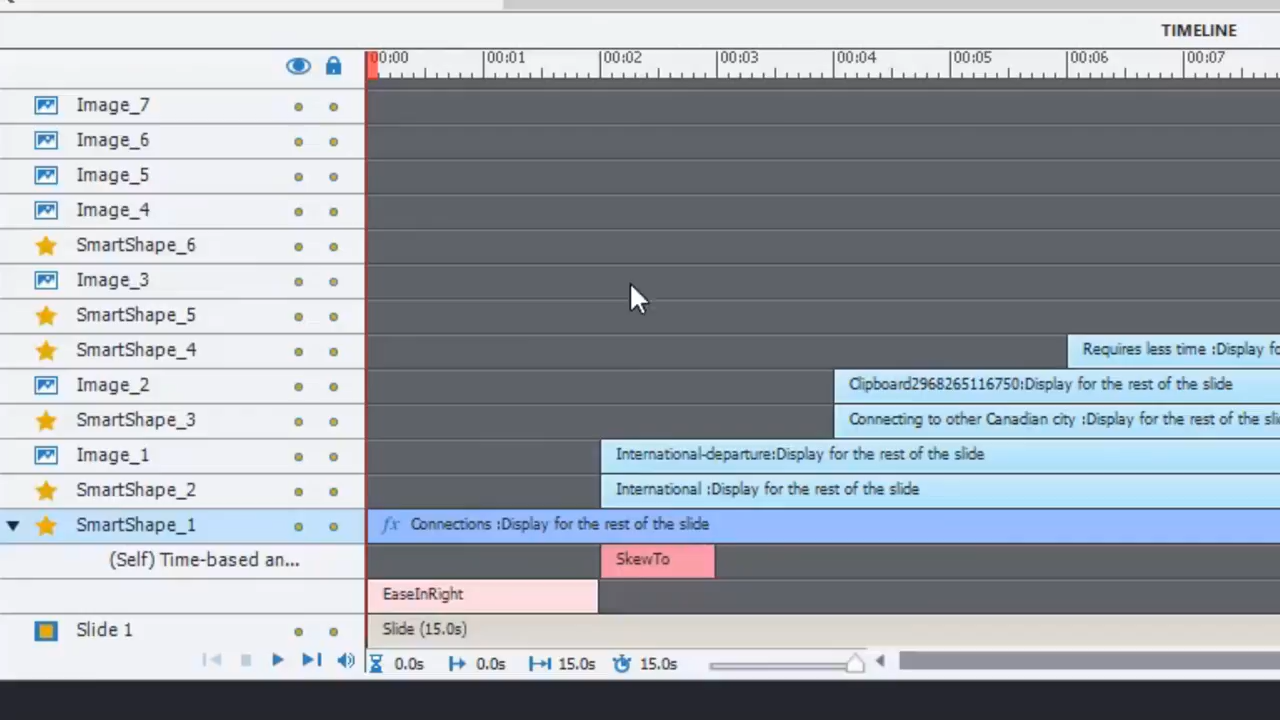 TIMELINE
00:00 00:01 00:02 00:03 00:04 00:05 00:06 00:07
Image_7
Image_6
Image_5
Image_4
SmartShape_6
Image_3
SmartShape_5
SmartShape_4 Requires less time :Display fo
Image_2 Clipboard2968265116750:Display for the rest of the slide
SmartShape_3 Connecting to other Canadian city :Display for the rest of the sli
Image_1 International-departure:Display for the rest of the slide
SmartShape_2 International :Display for the rest of the slide
SmartShape_1 fx Connections :Display for the rest of the slide
(Self) Time-based an... SkewTo
EaseInRight
Slide 1 Slide (15.0s)
0.0s 0.0s 15.0s 15.0s